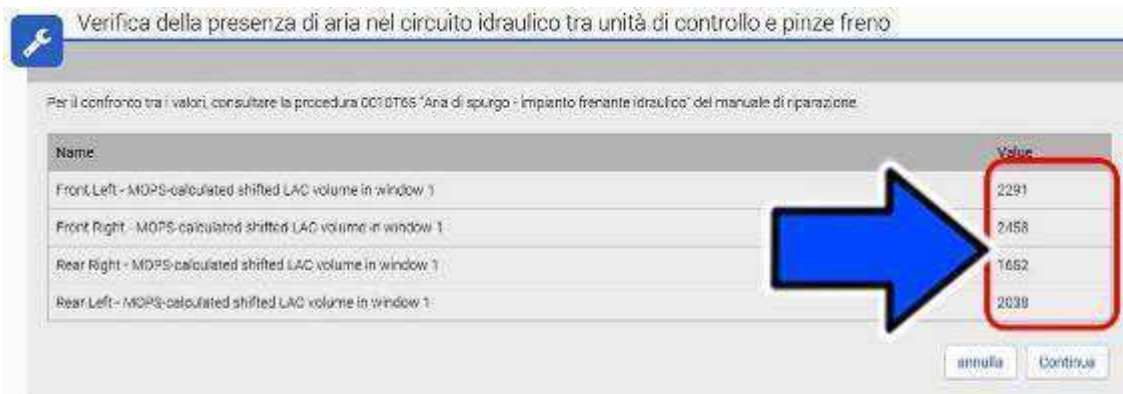 Verifica della presenza di aria nel circuito idraulico tra unità di controllo e pinze freno
Per il confronto tra i valori, consultare la procedura 0010T66 "Aria di spurgo - impianto frenante idraulico" del manuale di riparazione.
Name Value
Front Left - MOPS-calculated shifted LAC volume in window 1 2291
Front Right - MOPS-calculated shifted LAC volume in window 1 2458
Rear Right - MOPS-calculated shifted LAC volume in window 1 1652
Rear Left - MOPS-calculated shifted LAC volume in window 1 2038
annulla Continua